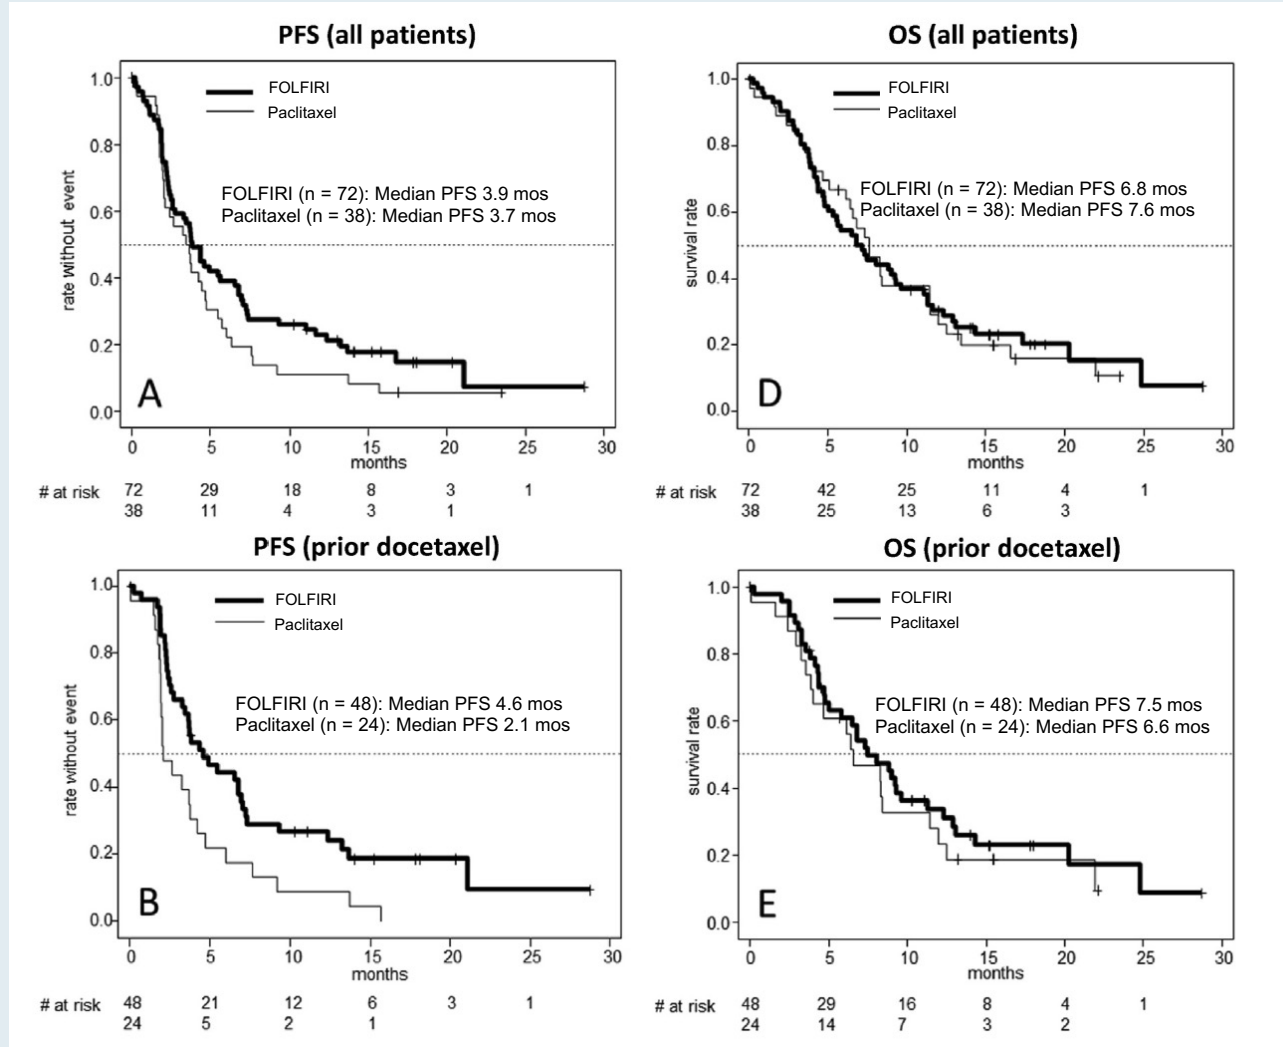 PFS (all patients)
1.0
0.8
0.6
0.4
0.2
0.0
rate without event
FOLFIRI
Paclitaxel
FOLFIRI (n = 72): Median PFS 3.9 mos
Paclitaxel (n = 38): Median PFS 3.7 mos
A
0 5 10 15 20 25 30
months
# at risk 72 29 18 8 3 1
38 11 4 3 1
OS (all patients)
1.0
0.8
0.6
0.4
0.2
0.0
survival rate
FOLFIRI
Paclitaxel
FOLFIRI (n = 72): Median PFS 6.8 mos
Paclitaxel (n = 38): Median PFS 7.6 mos
D
0 5 10 15 20 25 30
months
# at risk 72 42 25 11 4 1
38 25 13 6 3
PFS (prior docetaxel)
1.0
0.8
0.6
0.4
0.2
0.0
rate without event
FOLFIRI
Paclitaxel
FOLFIRI (n = 48): Median PFS 4.6 mos
Paclitaxel (n = 24): Median PFS 2.1 mos
B
0 5 10 15 20 25 30
months
# at risk 48 21 12 6 3 1
24 5 2 1
OS (prior docetaxel)
1.0
0.8
0.6
0.4
0.2
0.0
survival rate
FOLFIRI
Paclitaxel
FOLFIRI (n = 48): Median PFS 7.5 mos
Paclitaxel (n = 24): Median PFS 6.6 mos
E
0 5 10 15 20 25 30
months
# at risk 48 29 16 8 4 1
24 14 7 3 2